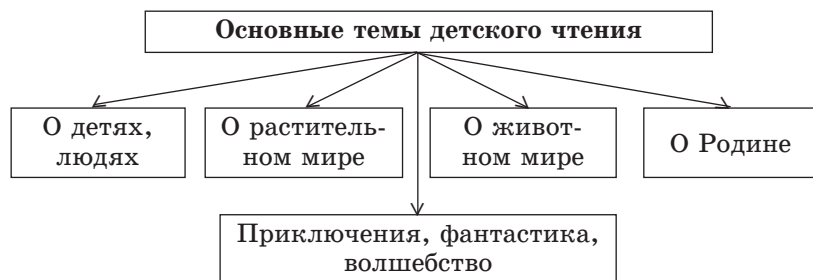 Основные темы детского чтения
О детях,
людях
О раститель-
ном мире
О живот-
ном мире
О Родине
Приключения, фантастика,
волшебство